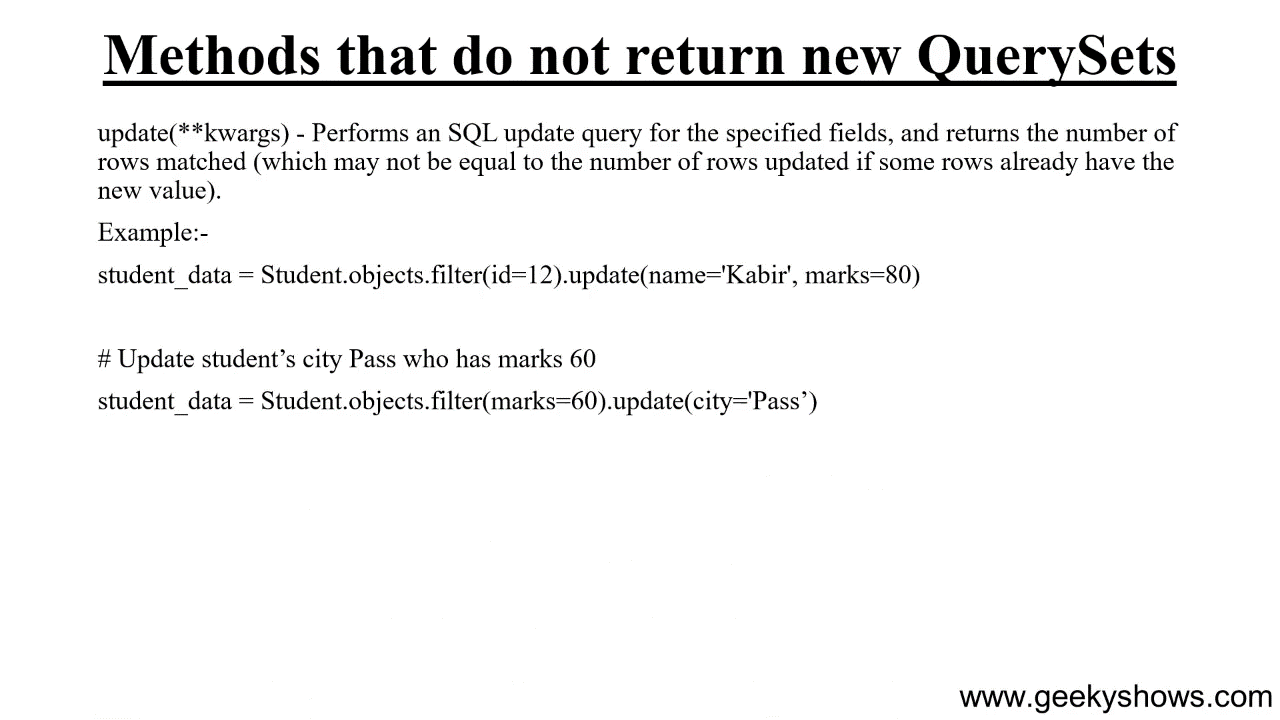 Methods that do not return new QuerySets
update(**kwargs) - Performs an SQL update query for the specified fields, and returns the number of
rows matched (which may not be equal to the number of rows updated if some rows already have the
new value).
Example:-
student_data = Student.objects.filter(id=12).update(name='Kabir', marks=80)
# Update student’s city Pass who has marks 60
student_data = Student.objects.filter(marks=60).update(city='Pass’)
www.geekyshows.com